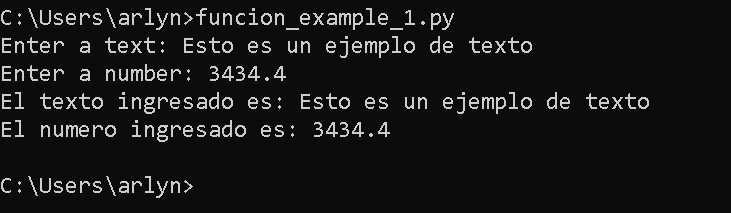 C:\Users\arlyn>funcion_example_1.py
Enter a text: Esto es un ejemplo de texto
Enter a number: 3434.4
El texto ingresado es: Esto es un ejemplo de texto
El numero ingresado es: 3434.4
C:\Users\arlyn>